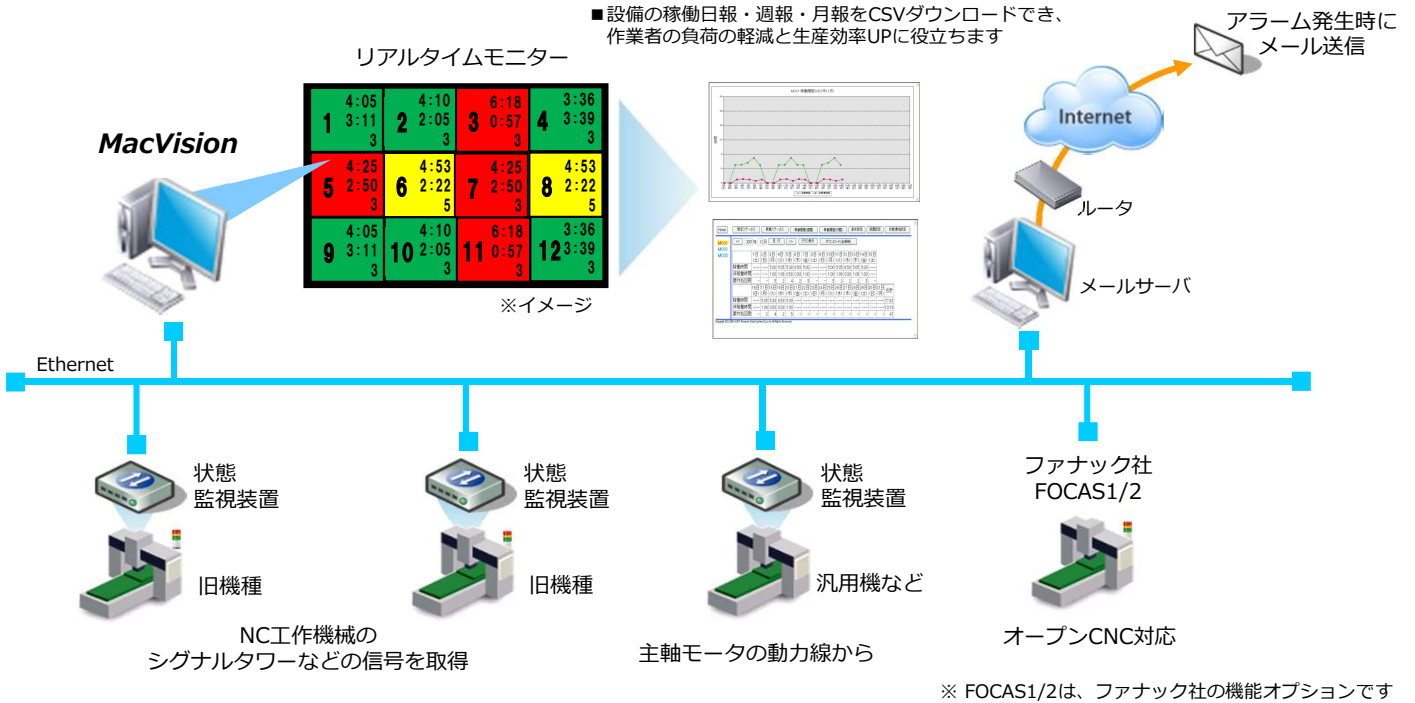 ■設備の稼働日報・週報・月報をCSVダウンロードでき、
作業者の負荷の軽減と生産効率UPに役立ちます
アラーム発生時に
メール送信
リアルタイムモニター
MacVision
1 4:05 3:11 3
2 4:10 2:05 3
3 6:18 0:57 3
4 3:36 3:39 3
5 4:25 2:50 3
6 4:53 2:22 5
7 4:25 2:50 3
8 4:53 2:22 5
9 4:05 3:11 3
10 4:10 2:05 3
11 6:18 0:57 3
12 3:36 3:39 3
※イメージ
Internet
ルータ
メールサーバ
Ethernet
状態
監視装置
旧機種
状態
監視装置
旧機種
状態
監視装置
汎用機など
ファナック社
FOCAS1/2
NC工作機械の
シグナルタワーなどの信号を取得
主軸モータの動力線から
オープンCNC対応
※ FOCAS1/2は、ファナック社の機能オプションです